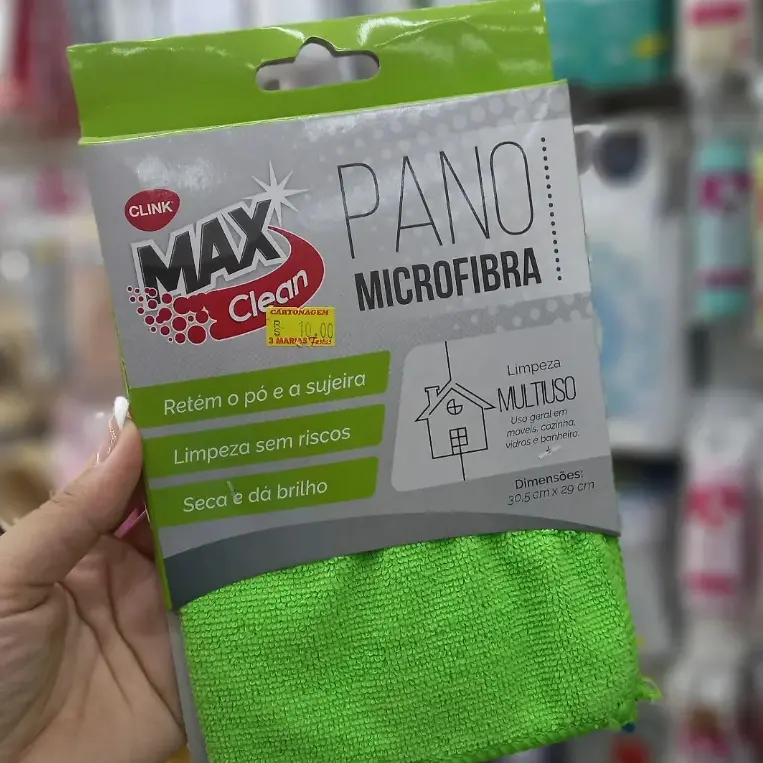 CLINK
MAX
Clean
PANO
MICROFIBRA
CARTONAGEM
R$ 10,00
3 MARIAS
Retém o pó e a sujeira
Limpeza sem riscos
Seca e dá brilho
Limpeza
MULTIUSO
Uso geral em
móveis, cozinha,
vidros e banheiro.
Dimensões:
30,5 cm x 29 cm